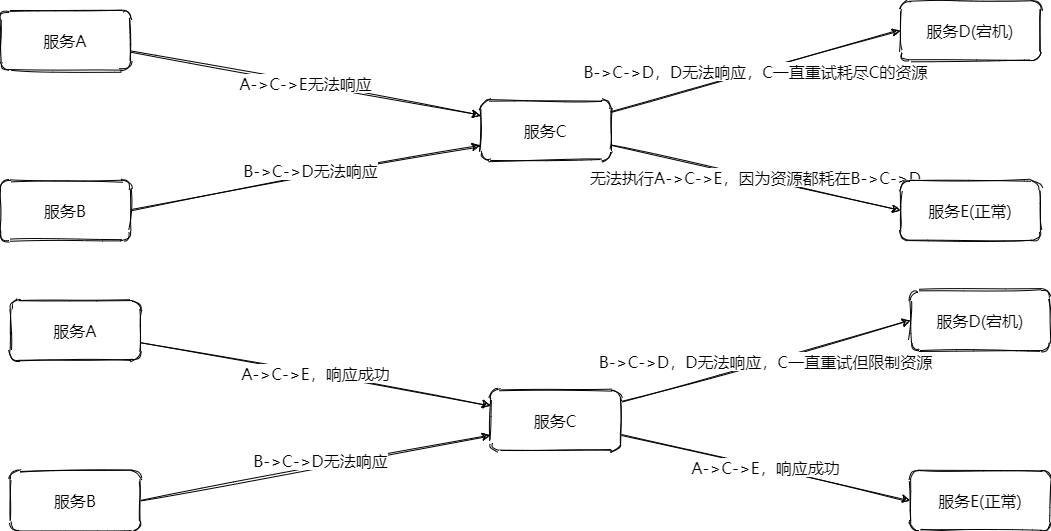 服务A
服务D(宕机)
B->C->D，D无法响应，C一直重试耗尽C的资源
A->C->E无法响应
服务C
B->C->D无法响应
无法执行A->C->E，因为资源都耗在B->C->D
服务B
服务E(正常)
服务A
服务D(宕机)
B->C->D，D无法响应，C一直重试但限制资源
A->C->E，响应成功
服务C
B->C->D无法响应
A->C->E，响应成功
服务B
服务E(正常)